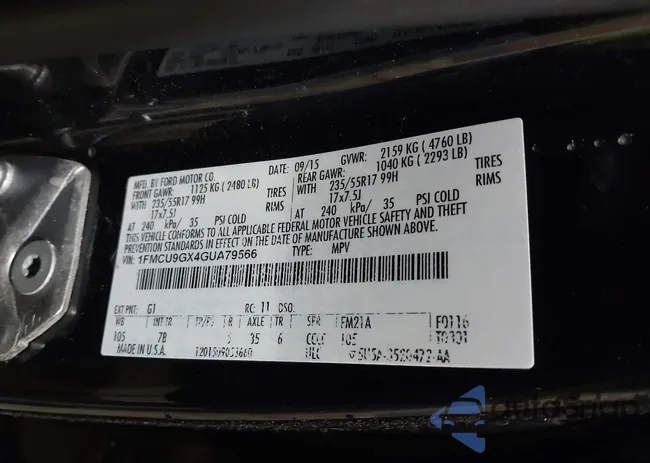 MFD. BY FORD MOTOR CO.
DATE: 09/15 GVWR: 2159 KG ( 4760 LB)
FRONT GAWR: 1125 KG ( 2480 LB) REAR GAWR: 1040 KG ( 2293 LB)
WITH 235/55R17 99H TIRES WITH 235/55R17 99H TIRES
17x7.5J RIMS 17x7.5J RIMS
AT 240 kPa/ 35 PSI COLD AT 240 kPa/ 35 PSI COLD
THIS VEHICLE CONFORMS TO ALL APPLICABLE FEDERAL MOTOR VEHICLE SAFETY AND THEFT
PREVENTION STANDARDS IN EFFECT ON THE DATE OF MANUFACTURE SHOWN ABOVE.
VIN: 1FMCU9GX4GUA79566 TYPE: MPV
EXT PNT: G1 RC: 11 DSO:
WB INT TR TP/PS R AXLE TR SPR FM21A F0116
105 7B 35 6 105 T0301
MADE IN U.S.A.